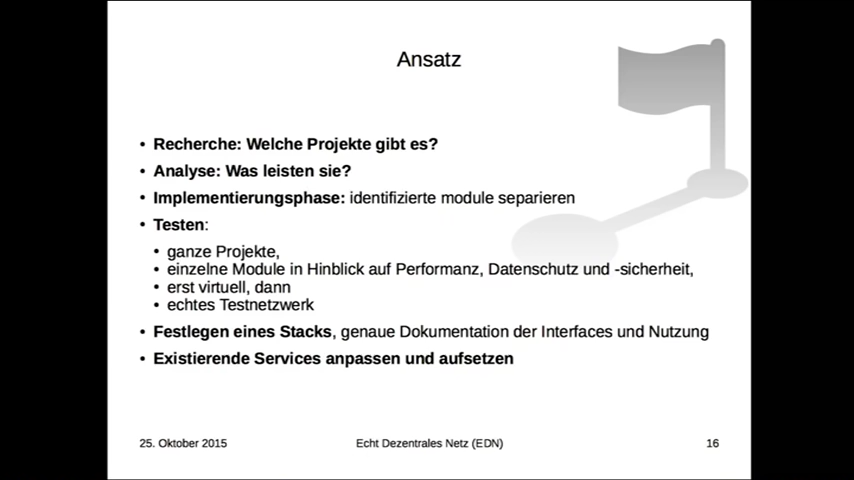 Ansatz
• Recherche: Welche Projekte gibt es?
• Analyse: Was leisten sie?
• Implementierungsphase: identifizierte module separieren
• Testen:
• ganze Projekte,
• einzelne Module in Hinblick auf Performanz, Datenschutz und -sicherheit,
• erst virtuell, dann
• echtes Testnetzwerk
• Festlegen eines Stacks, genaue Dokumentation der Interfaces und Nutzung
• Existierende Services anpassen und aufsetzen
25. Oktober 2015 Echt Dezentrales Netz (EDN) 16